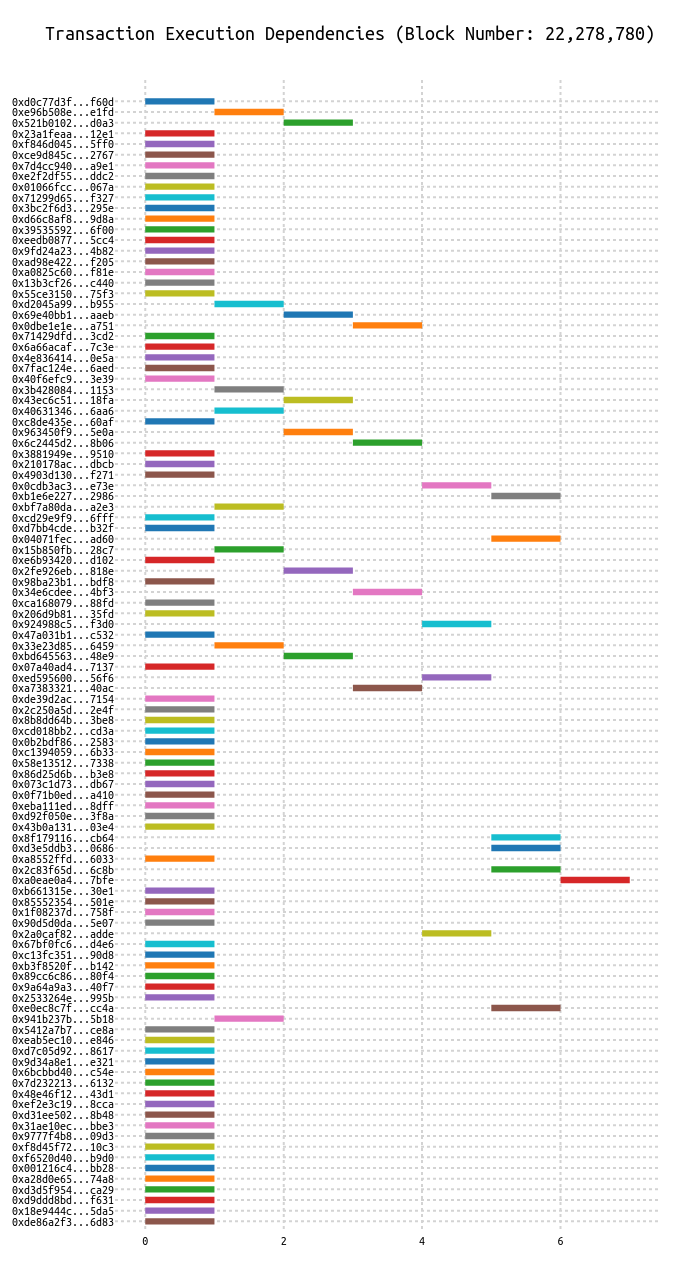 Transaction Execution Dependencies (Block Number: 22,278,780)
0xd0c77d3f...f60d
0xe96b508e...e1fd
0x521b0102...d0a3
0x23a1feaa...12e1
0xf846d045...5ff0
0xce9d845c...2767
0x7d4cc940...a9e1
0xe2f2df55...ddc2
0x01066fcc...067a
0x71299d65...f327
0x3bc2f6d3...295e
0xd66c8af8...9d8a
0x39535592...6f00
0xeedb0877...5cc4
0x9fd24a23...4b82
0xad98e422...f205
0xa0825c60...f81e
0x13b3cf26...c440
0x55ce3150...75f3
0xd2045a99...b955
0x69e40bb1...aaeb
0x0dbe1e1e...a751
0x71429dfd...3cd2
0x6a66acaf...7c3e
0x4e836414...0e5a
0x7fac124e...6aed
0x40f6efc9...3e39
0x3b428084...1153
0x43ec6c51...18fa
0x40631346...6aa6
0xc8de435e...60af
0x963450f9...5e0a
0x6c2445d2...8b06
0x3881949e...9510
0x210178ac...dbcb
0x4903d130...f271
0x0cdb3ac3...e73e
0xb1e6e227...2986
0xbf7a80da...a2e3
0xcd29e9f9...6fff
0xd7bb4cde...b32f
0x04071fec...ad60
0x15b850fb...28c7
0xe6b93420...d102
0x2fe926eb...818e
0x98ba23b1...bdf8
0x34e6cdee...4bf3
0xca168079...88fd
0x206d9b81...35fd
0x924988c5...f3d0
0x47a031b1...c532
0x33e23d85...6459
0xbd645563...48e9
0x07a40ad4...7137
0xed595600...56f6
0xa7383321...40ac
0xde39d2ac...7154
0x2c250a5d...2e4f
0x8b8dd64b...3be8
0xcd018bb2...cd3a
0x0b2bdf86...2583
0xc1394059...6b33
0x58e13512...7338
0x86d25d6b...b3e8
0x073c1d73...db67
0x0f71b0ed...a410
0xeba111ed...8dff
0xd92f050e...3f8a
0x43b0a131...03e4
0x8f179116...cb64
0xd3e5ddb3...0686
0xa8552ffd...6033
0x2c83f65d...6c8b
0xa0eae0a4...7bfe
0xb661315e...30e1
0x85552354...501e
0x1f08237d...758f
0x90d5d0da...5e07
0x2a0caf82...adde
0x67bf0fc6...d4e6
0xc13fc351...90d8
0xb3f8520f...b142
0x89cc6c86...80f4
0x9a64a9a3...40f7
0x2533264e...995b
0xe0ec8c7f...cc4a
0x941b237b...5b18
0x5412a7b7...ce8a
0xeab5ec10...e846
0xd7c05d92...8617
0x9d34a8e1...e321
0x6bcbbd40...c54e
0x7d232213...6132
0x48e46f12...43d1
0xef2e3c19...8cca
0xd31ee502...8b48
0x31ae10ec...bbe3
0x9777f4b8...09d3
0xf8d45f72...10c3
0xf6520d40...b9d0
0x001216c4...bb28
0xa28d0e65...74a8
0xd3d5f954...ca29
0xd9ddd8bd...f631
0x18e9444c...5da5
0xde86a2f3...6d83
0 2 4 6